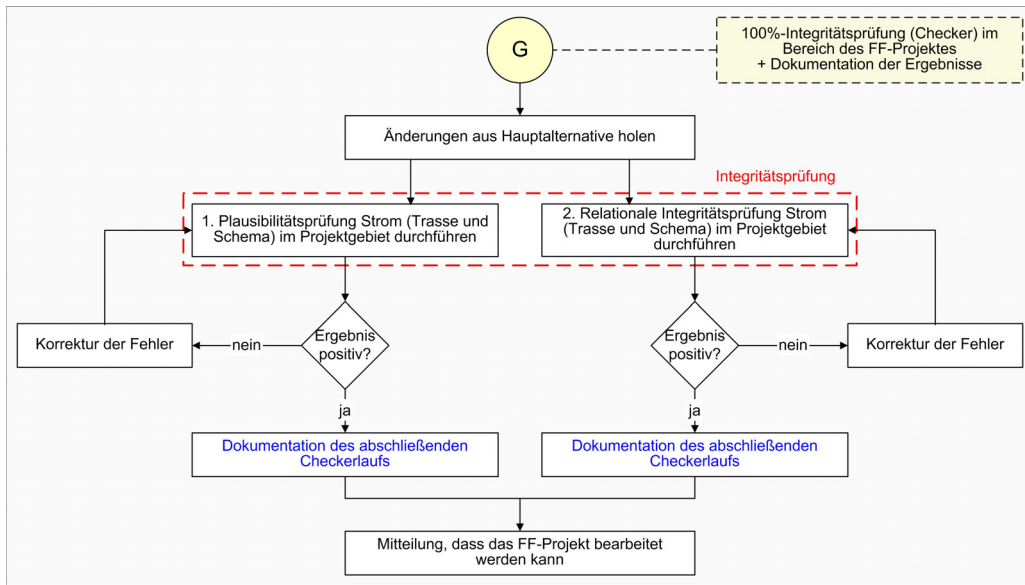 G
100%-Integritätsprüfung (Checker) im
Bereich des FF-Projektes
+ Dokumentation der Ergebnisse
Änderungen aus Hauptalternative holen
Integritätsprüfung
1. Plausibilitätsprüfung Strom (Trasse und
Schema) im Projektgebiet durchführen
2. Relationale Integritätsprüfung Strom
(Trasse und Schema) im Projektgebiet
durchführen
Korrektur der Fehler
nein
Ergebnis
positiv?
Ergebnis
positiv?
nein
Korrektur der Fehler
ja
ja
Dokumentation des abschließenden
Checkerlaufs
Dokumentation des abschließenden
Checkerlaufs
Mitteilung, dass das FF-Projekt bearbeitet
werden kann